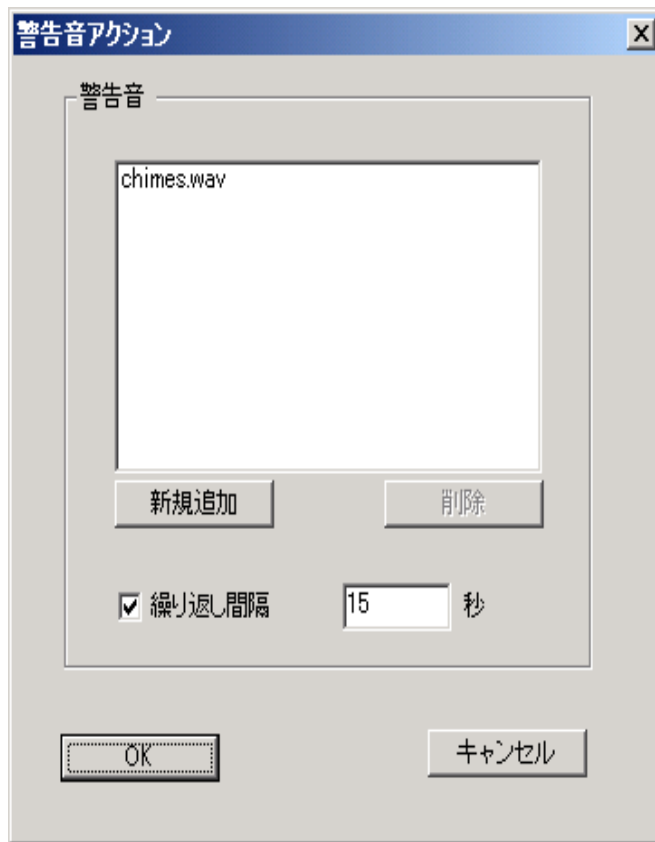 警告音アクション
警告音
chimes.wav
新規追加 削除
繰り返し間隔 15 秒
OK キャンセル